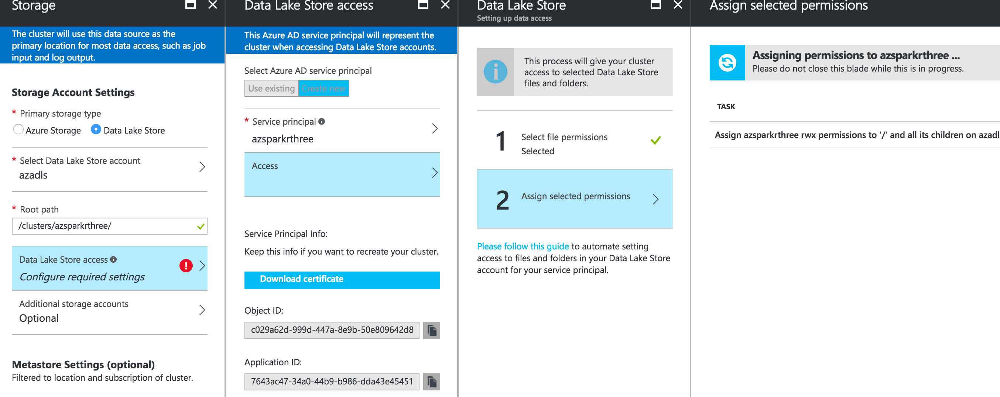 Storage
The cluster will use this data source as the
primary location for most data access, such as job
input and log output.
Storage Account Settings
* Primary storage type
Azure Storage Data Lake Store
* Select Data Lake Store account
azadls
* Root path
/clusters/azsparkrthree/
Data Lake Store access
Configure required settings
Additional storage accounts
Optional
Metastore Settings (optional)
Filtered to location and subscription of cluster.
Data Lake Store access
This Azure AD service principal will represent the
cluster when accessing Data Lake Store accounts.
Select Azure AD service principal
Use existing Create new
* Service principal
azsparkrthree
Access
Service Principal Info:
Keep this info if you want to recreate your cluster.
Download certificate
Object ID:
c029a62d-999d-447a-8e9b-50e809642d8
Application ID:
7643ac47-34a0-44b9-b986-dda43e45451
Data Lake Store
Setting up data access
This process will give your cluster
access to selected Data Lake Store
files and folders.
1 Select file permissions
Selected
2 Assign selected permissions
Please follow this guide to automate setting
access to files and folders in your Data Lake Store
account for your service principal.
Assign selected permissions
Assigning permissions to azsparkrthree ...
Please do not close this blade while this is in progress.
TASK
Assign azsparkrthree rwx permissions to '/' and all its children on azadl